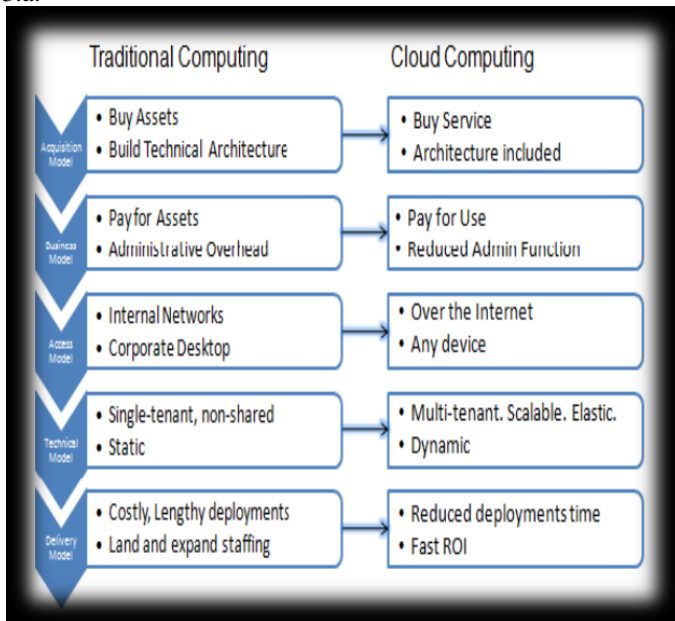 Traditional Computing
Cloud Computing
Acquisition
Model
• Buy Assets
• Build Technical Architecture
• Buy Service
• Architecture included
Business
Model
• Pay for Assets
• Administrative Overhead
• Pay for Use
• Reduced Admin Function
Access
Model
• Internal Networks
• Corporate Desktop
• Over the Internet
• Any device
Technical
Model
• Single-tenant, non-shared
• Static
• Multi-tenant. Scalable. Elastic.
• Dynamic
Delivery
Model
• Costly, Lengthy deployments
• Land and expand staffing
• Reduced deployments time
• Fast ROI